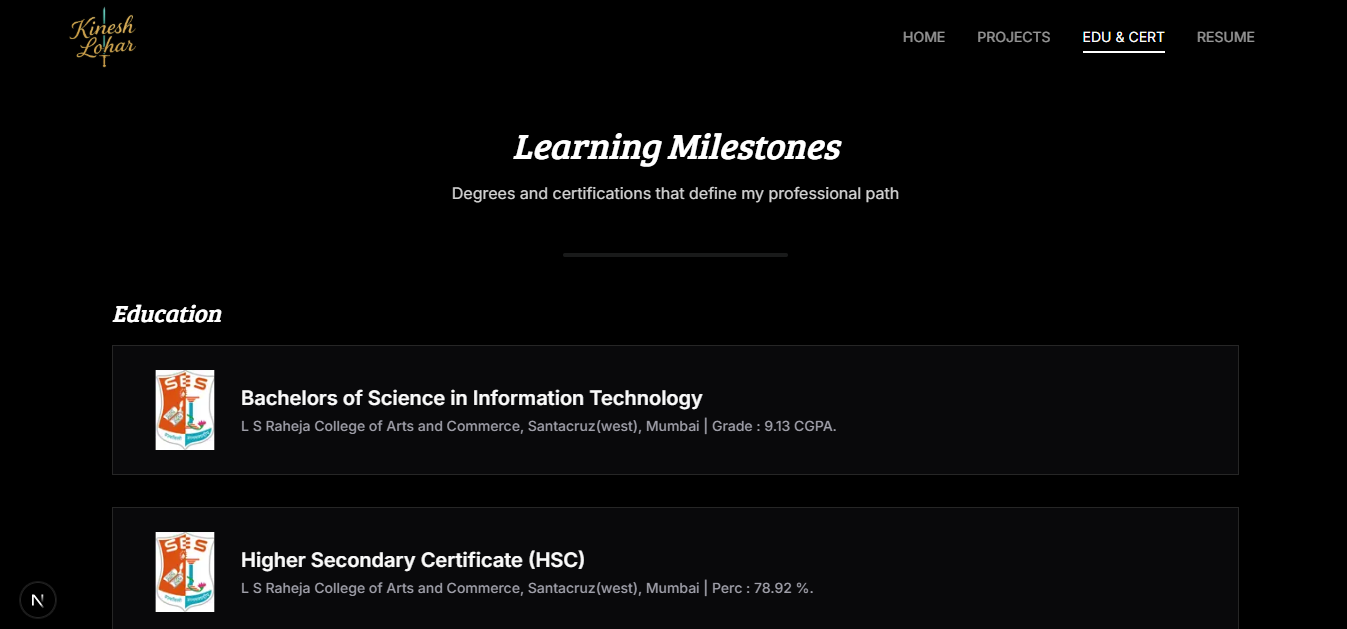 Kinesh
Lohar
HOME PROJECTS EDU & CERT RESUME
Learning Milestones
Degrees and certifications that define my professional path
Education
SES
Bachelors of Science in Information Technology
L S Raheja College of Arts and Commerce, Santacruz(west), Mumbai | Grade : 9.13 CGPA.
SES
Higher Secondary Certificate (HSC)
L S Raheja College of Arts and Commerce, Santacruz(west), Mumbai | Perc : 78.92 %.
N